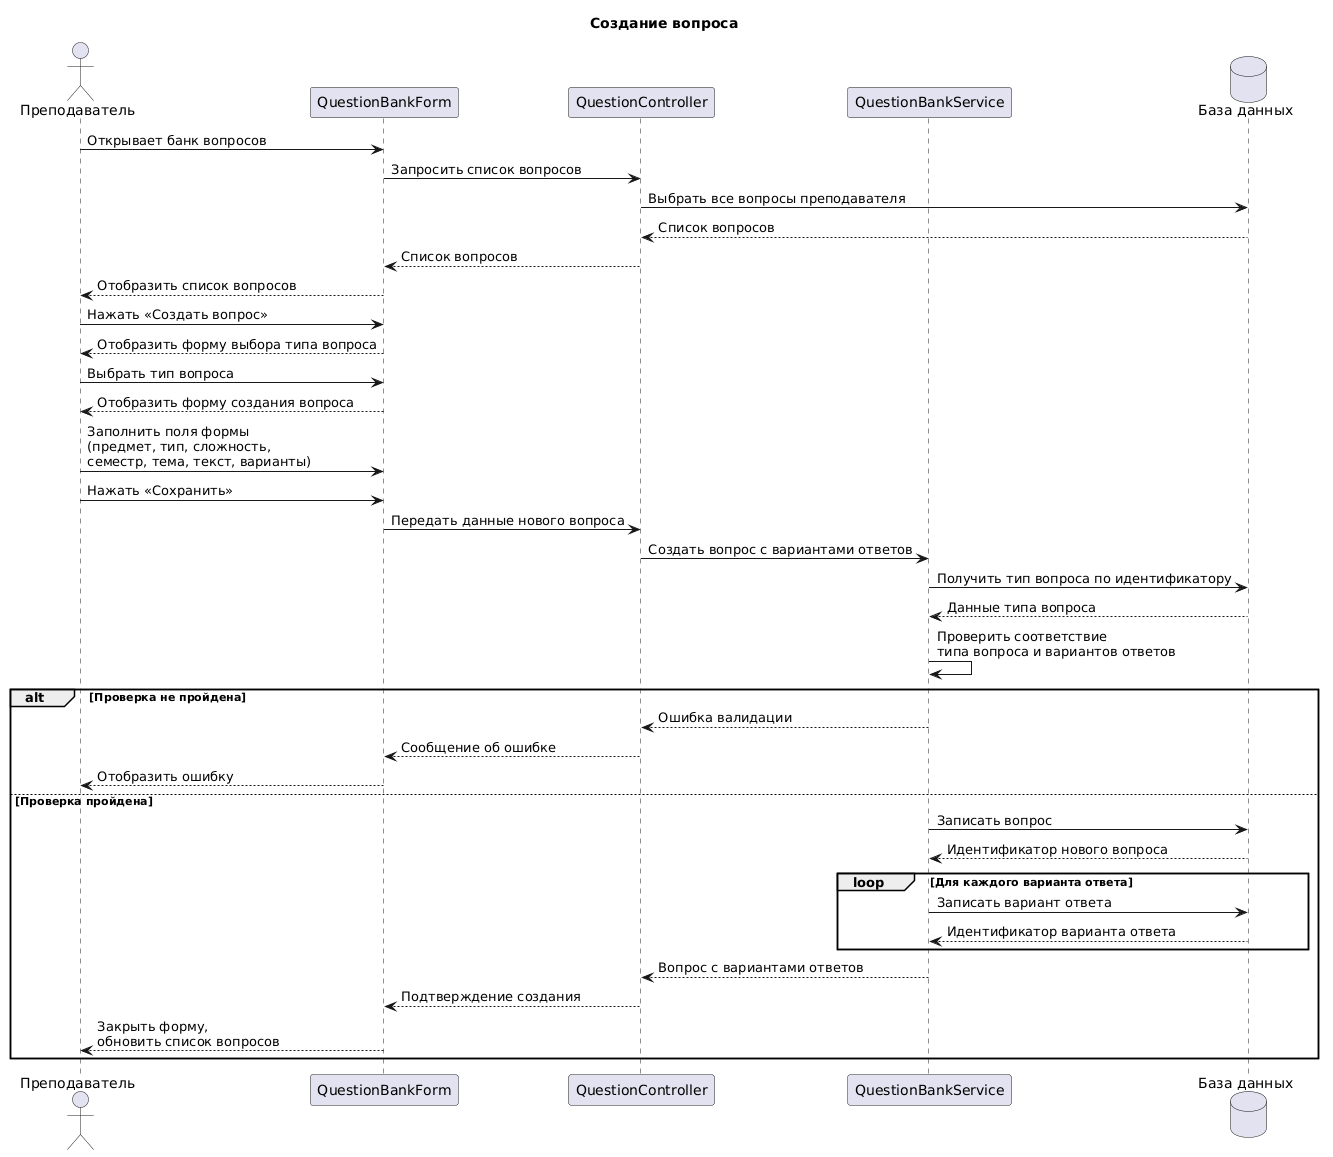 Создание вопроса
Преподаватель
QuestionBankForm
QuestionController
QuestionBankService
База данных
Открывает банк вопросов
Запросить список вопросов
Выбрать все вопросы преподавателя
Список вопросов
Список вопросов
Отобразить список вопросов
Нажать «Создать вопрос»
Отобразить форму выбора типа вопроса
Выбрать тип вопроса
Отобразить форму создания вопроса
Заполнить поля формы
(предмет, тип, сложность,
семестр, тема, текст, варианты)
Нажать «Сохранить»
Передать данные нового вопроса
Создать вопрос с вариантами ответов
Получить тип вопроса по идентификатору
Данные типа вопроса
Проверить соответствие
типа вопроса и вариантов ответов
alt [Проверка не пройдена]
Ошибка валидации
Сообщение об ошибке
Отобразить ошибку
[Проверка пройдена]
Записать вопрос
Идентификатор нового вопроса
loop [Для каждого варианта ответа]
Записать вариант ответа
Идентификатор варианта ответа
Вопрос с вариантами ответов
Подтверждение создания
Закрыть форму,
обновить список вопросов
Преподаватель
QuestionBankForm
QuestionController
QuestionBankService
База данных